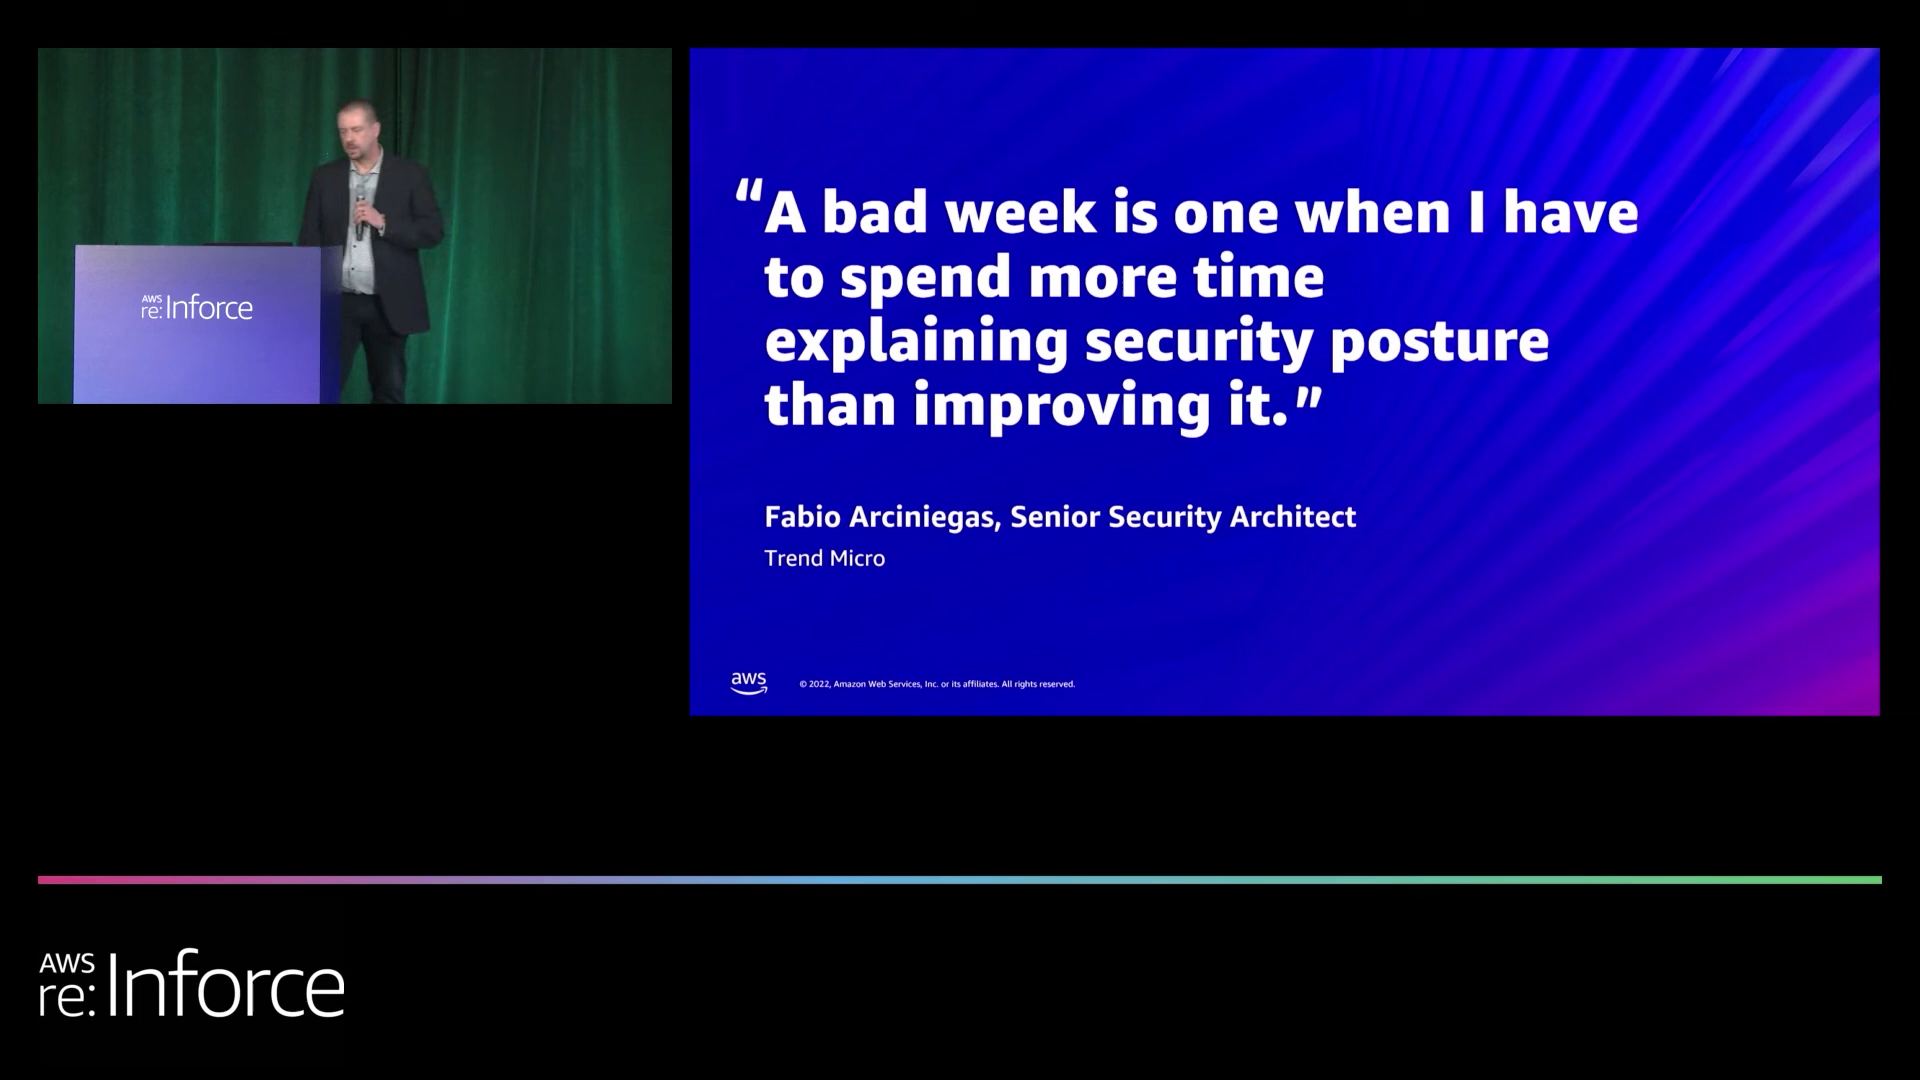 AWS
re:Inforce
“A bad week is one when I have
to spend more time
explaining security posture
than improving it.”
Fabio Arciniegas, Senior Security Architect
Trend Micro
aws
© 2022, Amazon Web Services, Inc. or its affiliates. All rights reserved.
AWS
re:Inforce